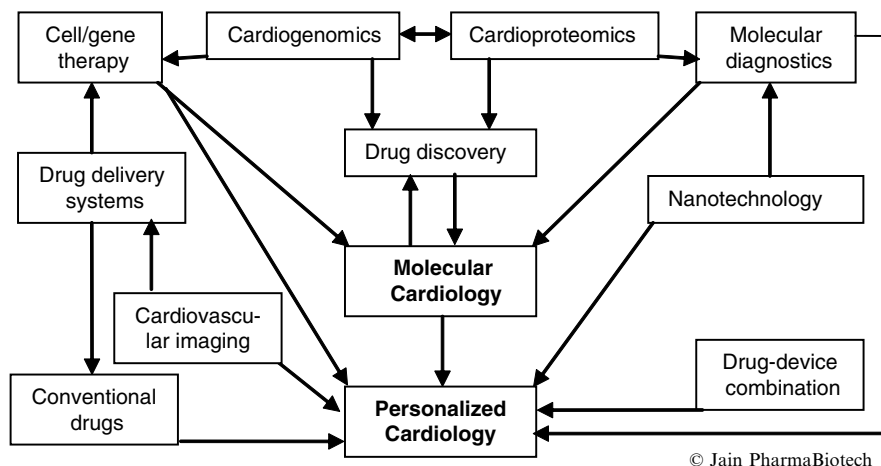 Cell/gene
therapy
Cardiogenomics
Cardioproteomics
Molecular
diagnostics
Drug discovery
Drug delivery
systems
Nanotechnology
Molecular
Cardiology
Cardiovascu-
lar imaging
Drug-device
combination
Conventional
drugs
Personalized
Cardiology
© Jain PharmaBiotech